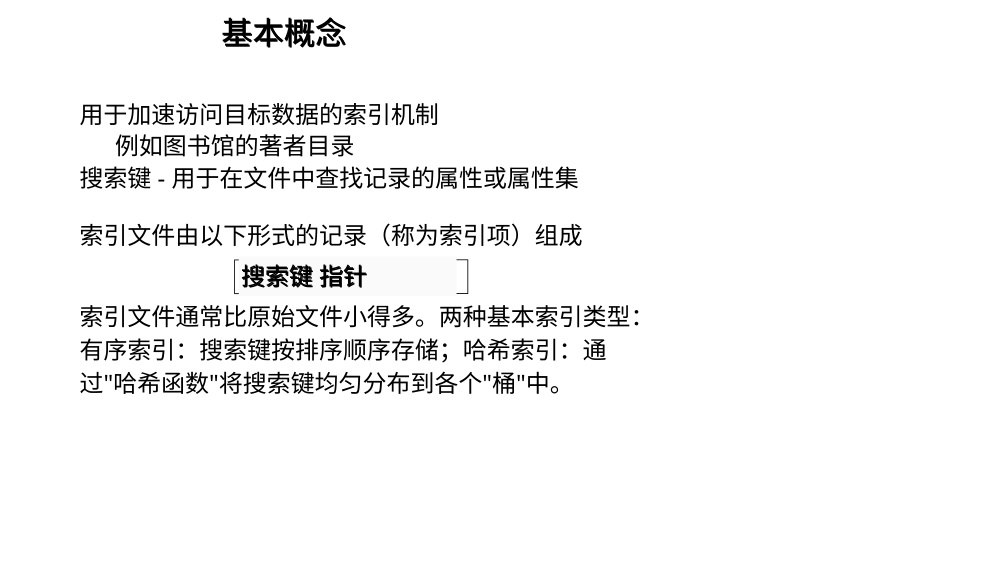 基本概念
用于加速访问目标数据的索引机制
例如图书馆的著者目录
搜索键 - 用于在文件中查找记录的属性或属性集
索引文件由以下形式的记录（称为索引项）组成
搜索键 指针
索引文件通常比原始文件小得多。两种基本索引类型：
有序索引：搜索键按排序顺序存储；哈希索引：通
过"哈希函数"将搜索键均匀分布到各个"桶"中。